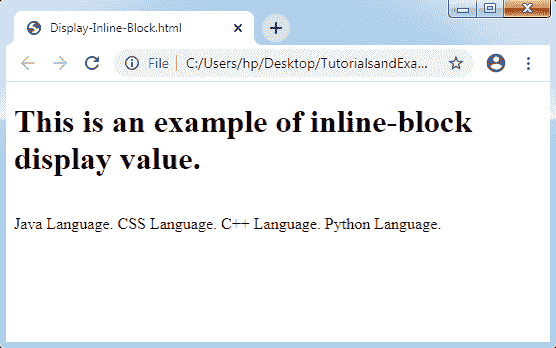 Display-Inline-Block.html
File C:/Users/hp/Desktop/TutorialsandExa...
This is an example of inline-block
display value.
Java Language. CSS Language. C++ Language. Python Language.